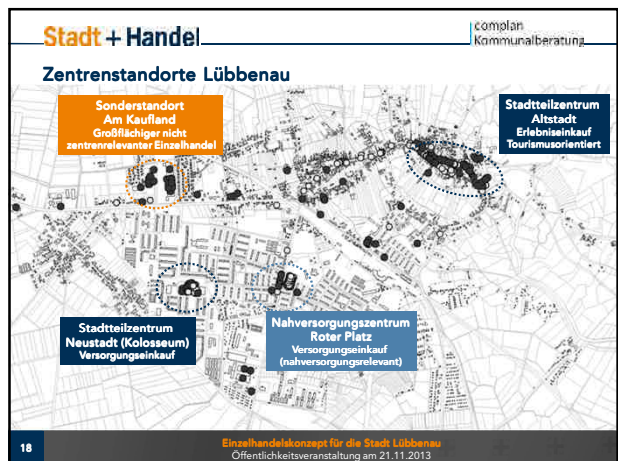 Stadt + Handel
complan
Kommunalberatung
Zentrenstandorte Lübbenau
Sonderstandort
Am Kaufland
Großflächiger nicht
zentrenrelevanter Einzelhandel
Stadtteilzentrum
Altstadt
Erlebniseinkauf
Tourismusorientiert
Stadtteilzentrum
Neustadt (Kolosseum)
Versorgungseinkauf
Nahversorgungszentrum
Roter Platz
Versorgungseinkauf
(nahversorgungsrelevant)
18
Einzelhandelskonzept für die Stadt Lübbenau
Öffentlichkeitsveranstaltung am 21.11.2013